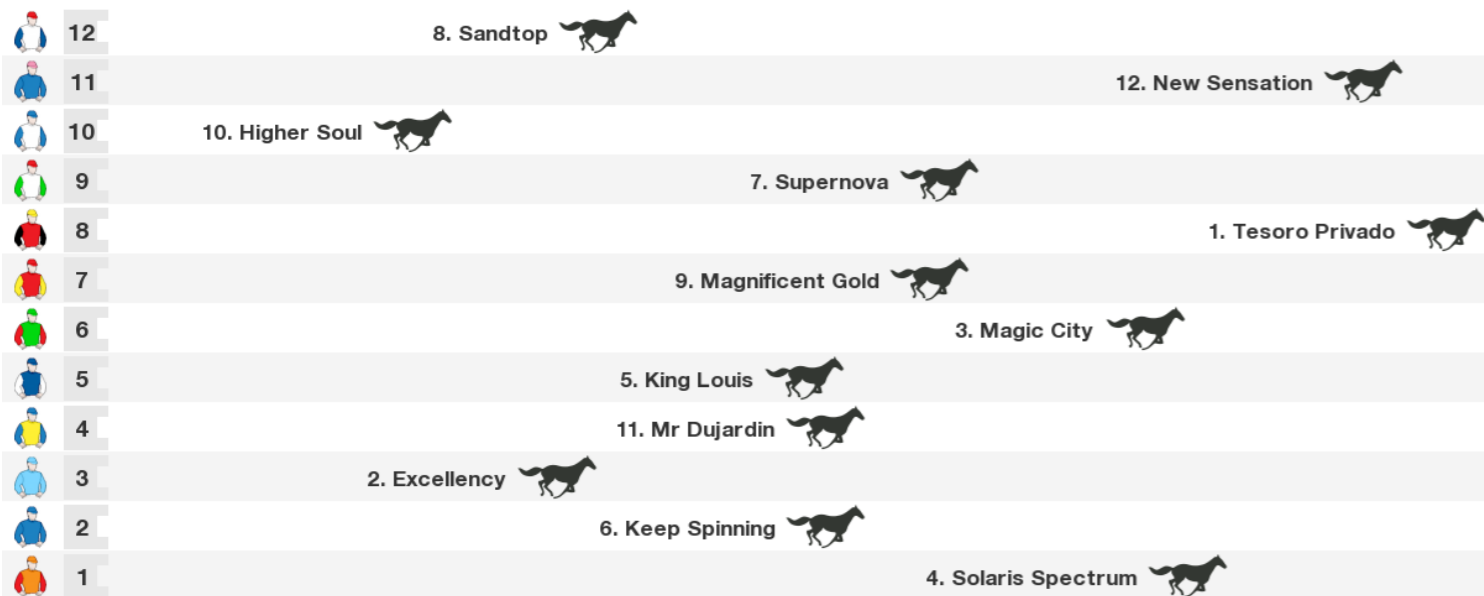 12 8. Sandtop
11 12. New Sensation
10 10. Higher Soul
9 7. Supernova
8 1. Tesoro Privado
7 9. Magnificent Gold
6 3. Magic City
5 5. King Louis
4 11. Mr Dujardin
3 2. Excellency
2 6. Keep Spinning
1 4. Solaris Spectrum